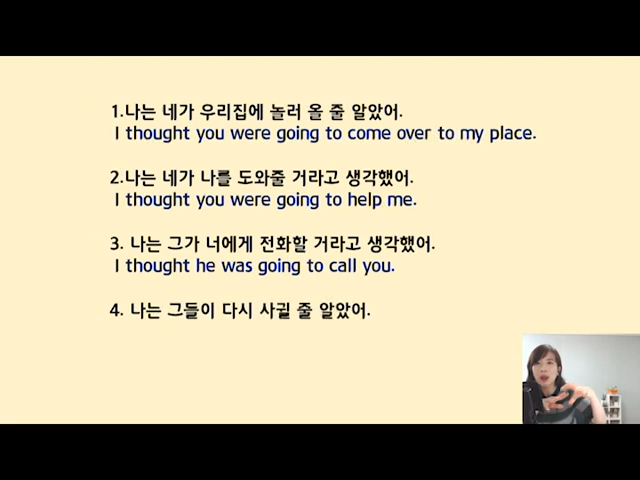 1.나는 네가 우리집에 놀러 올 줄 알았어.
I thought you were going to come over to my place.
2.나는 네가 나를 도와줄 거라고 생각했어.
I thought you were going to help me.
3. 나는 그가 너에게 전화할 거라고 생각했어.
I thought he was going to call you.
4. 나는 그들이 다시 사귈 줄 알았어.